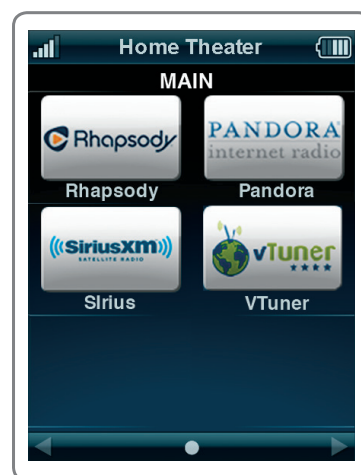 Home Theater
MAIN
Rhapsody
PANDORA®
internet radio
Rhapsody Pandora
((SiriusXM))
SATELLITE RADIO
vTuner
SIrius VTuner